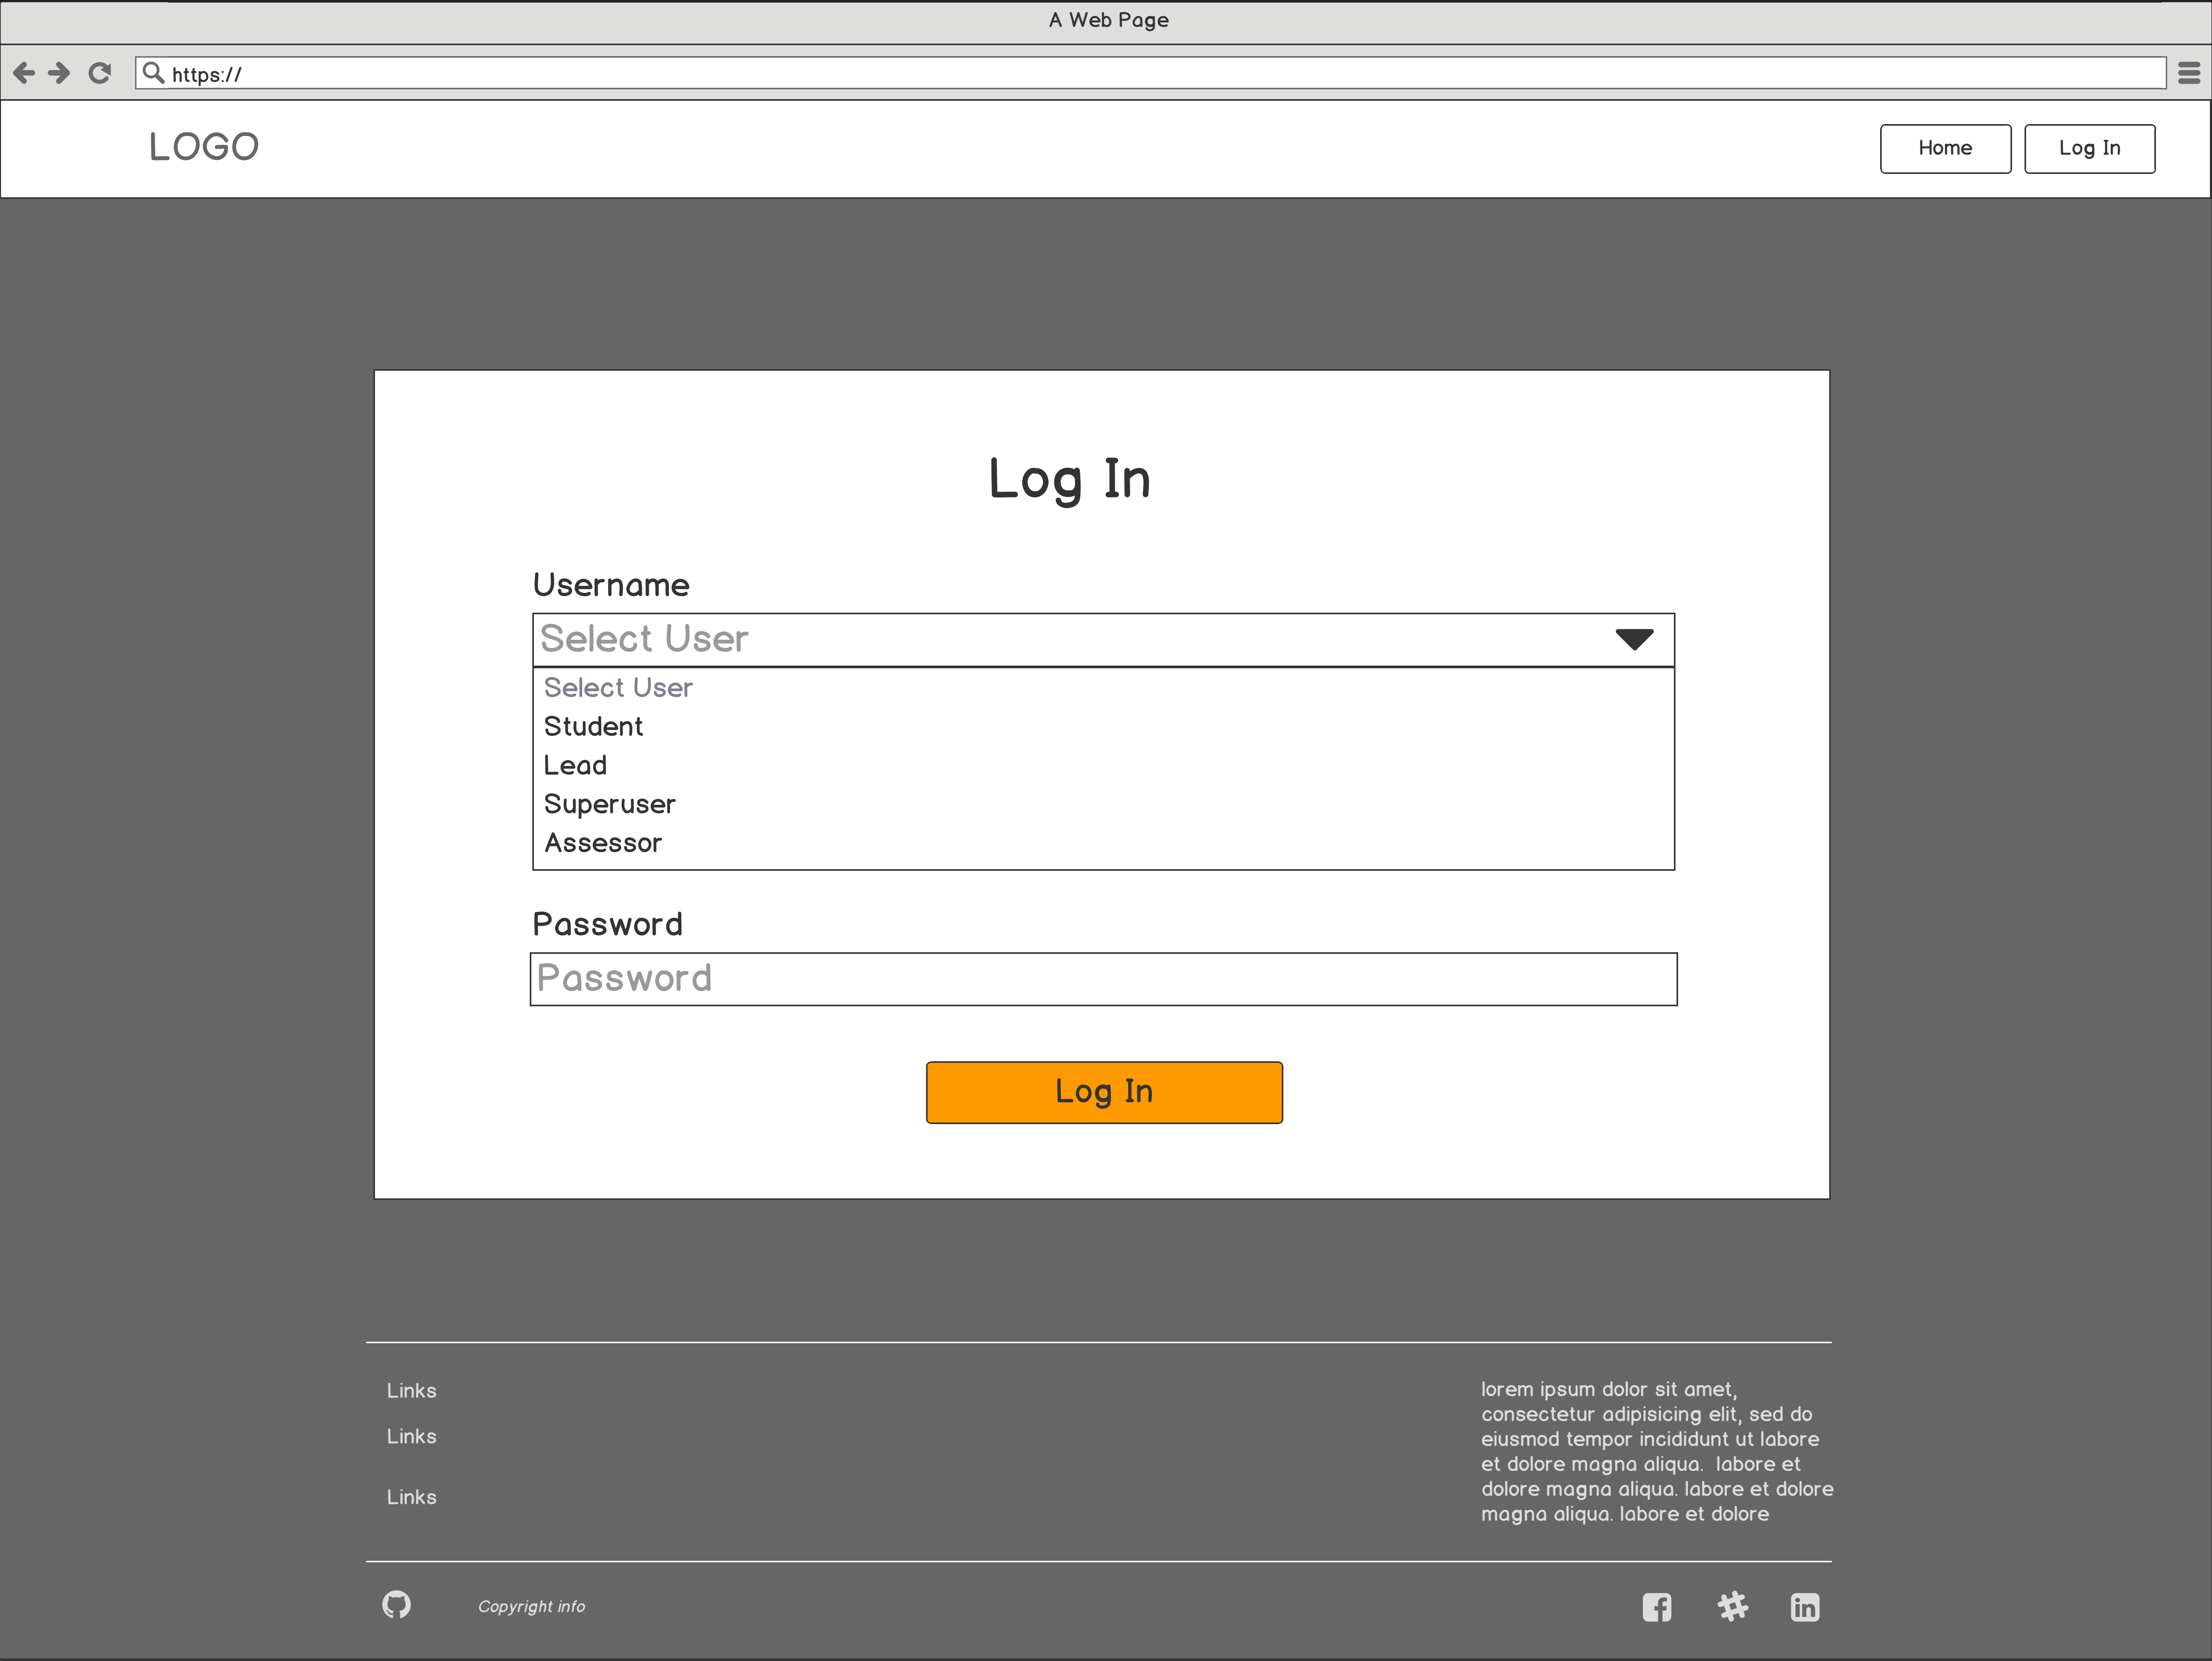 A Web Page
https://
LOGO
Home
Log In
Log In
Username
Select User
Select User
Student
Lead
Superuser
Assessor
Password
Password
Log In
Links
Links
Links
lorem ipsum dolor sit amet,
consectetur adipisicing elit, sed do
eiusmod tempor incididunt ut labore
et dolore magna aliqua.  labore et
dolore magna aliqua. labore et dolore
magna aliqua. labore et dolore
Copyright info